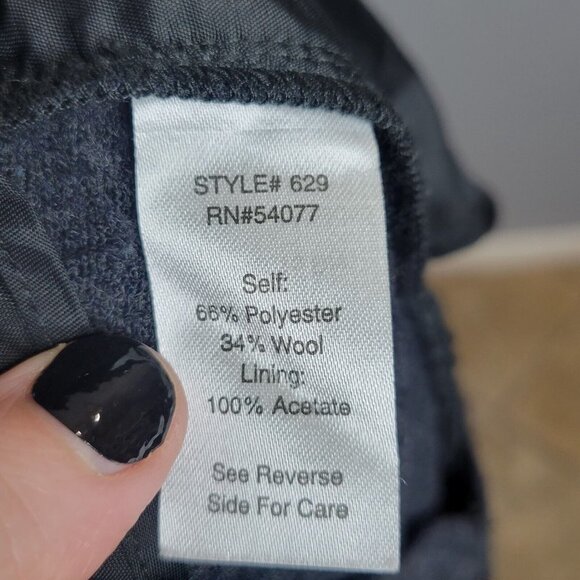 STYLE# 629
RN#54077
Self:
66% Polyester
34% Wool
Lining:
100% Acetate
See Reverse
Side For Care